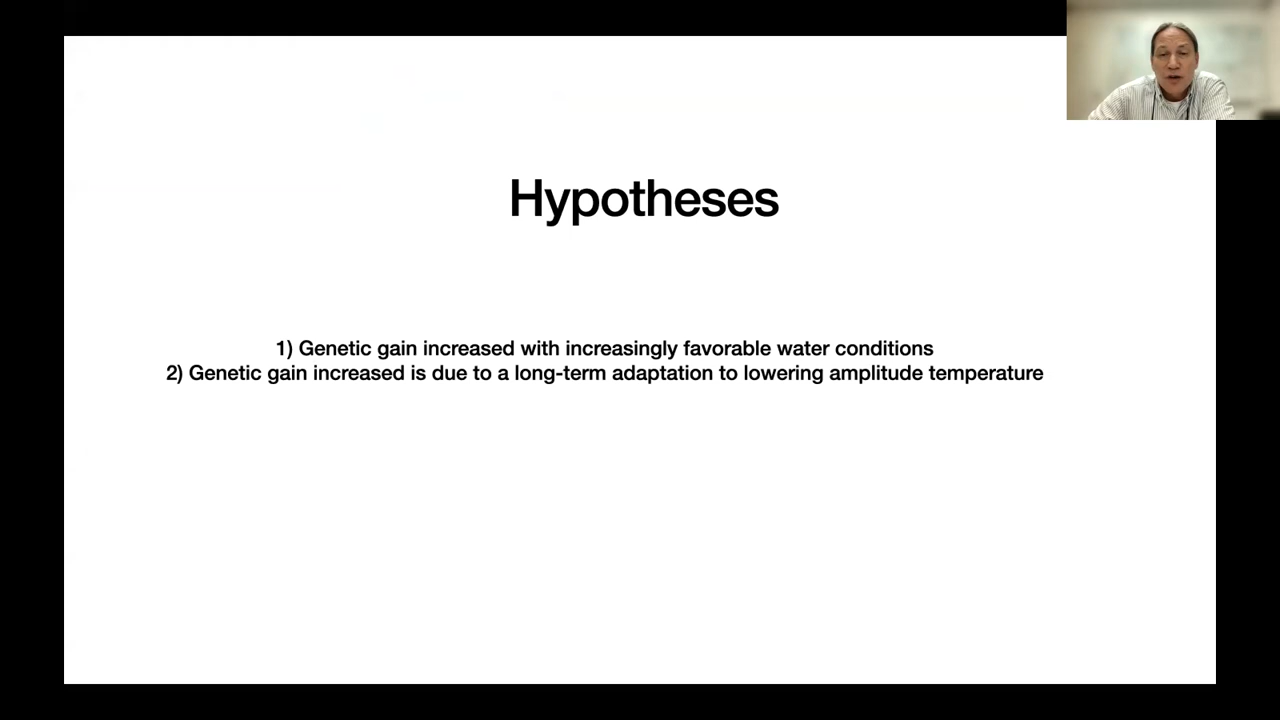 Hypotheses
1) Genetic gain increased with increasingly favorable water conditions
2) Genetic gain increased is due to a long-term adaptation to lowering amplitude temperature